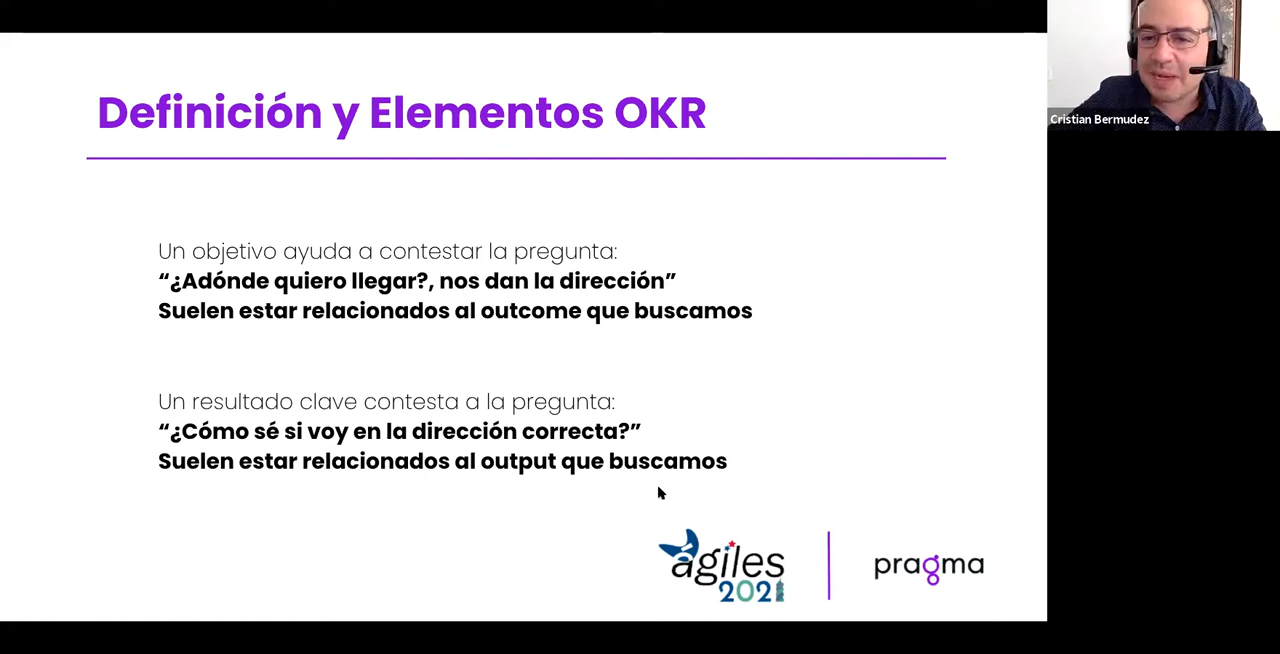 Definición y Elementos OKR
Cristian Bermudez
Un objetivo ayuda a contestar la pregunta:
“¿Adónde quiero llegar?, nos dan la dirección”
Suelen estar relacionados al outcome que buscamos
Un resultado clave contesta a la pregunta:
“¿Cómo sé si voy en la dirección correcta?”
Suelen estar relacionados al output que buscamos
ágiles
2021
pragma